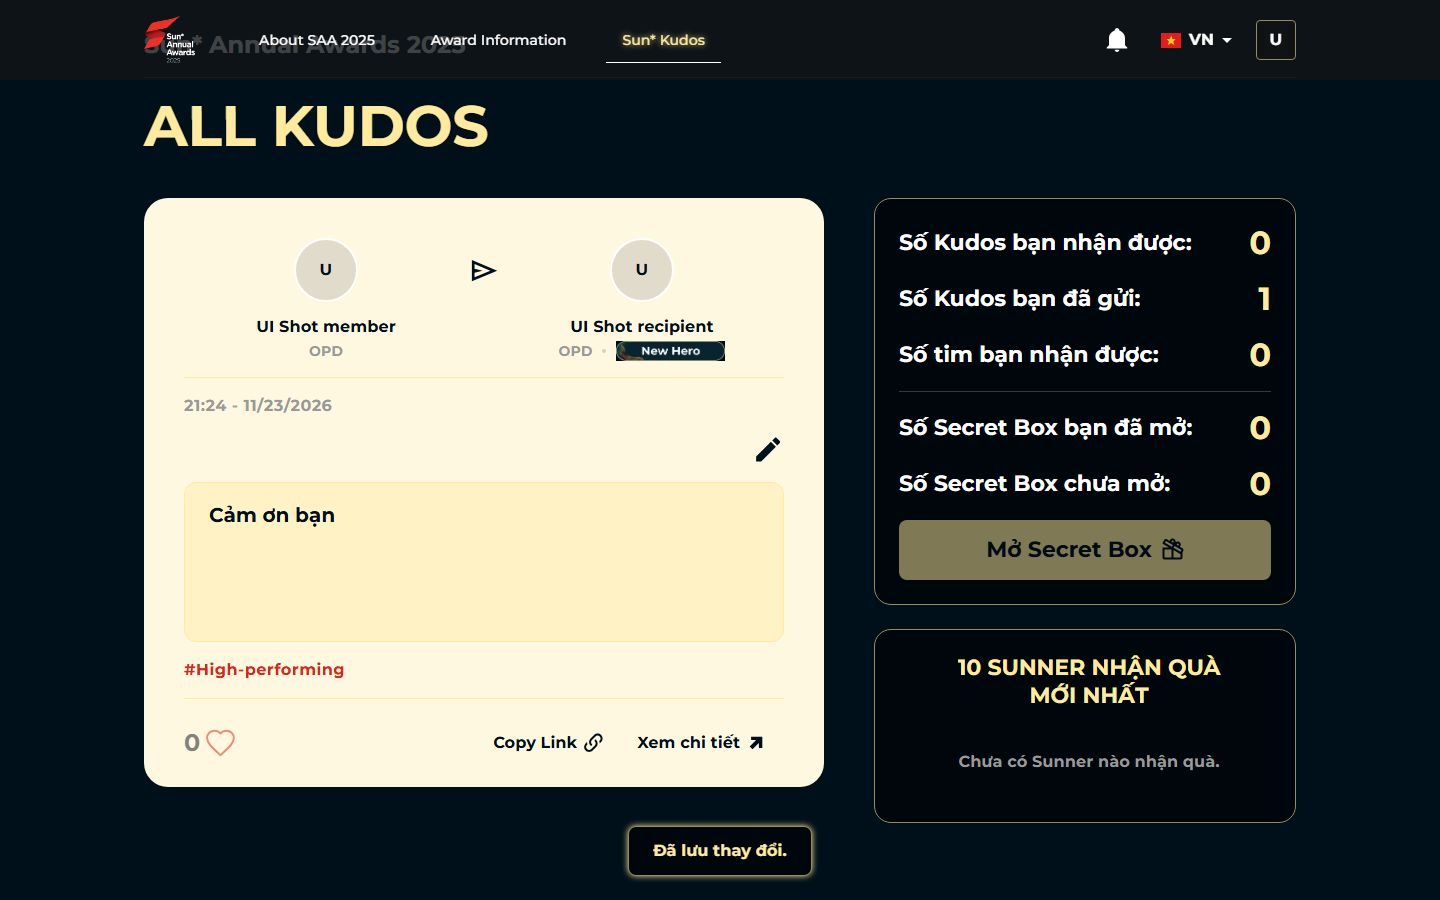 Sun* Annual Awards 2025
Sun*
Annual
Awards
2025
About SAA 2025
Award Information
Sun* Kudos
VN
U
ALL KUDOS
U
U
UI Shot member
UI Shot recipient
OPD
OPD • New Hero
21:24 - 11/23/2026
Cảm ơn bạn
#High-performing
0
Copy Link
Xem chi tiết
Số Kudos bạn nhận được: 0
Số Kudos bạn đã gửi: 1
Số tim bạn nhận được: 0
Số Secret Box bạn đã mở: 0
Số Secret Box chưa mở: 0
Mở Secret Box
10 SUNNER NHẬN QUÀ
MỚI NHẤT
Chưa có Sunner nào nhận quà.
Đã lưu thay đổi.